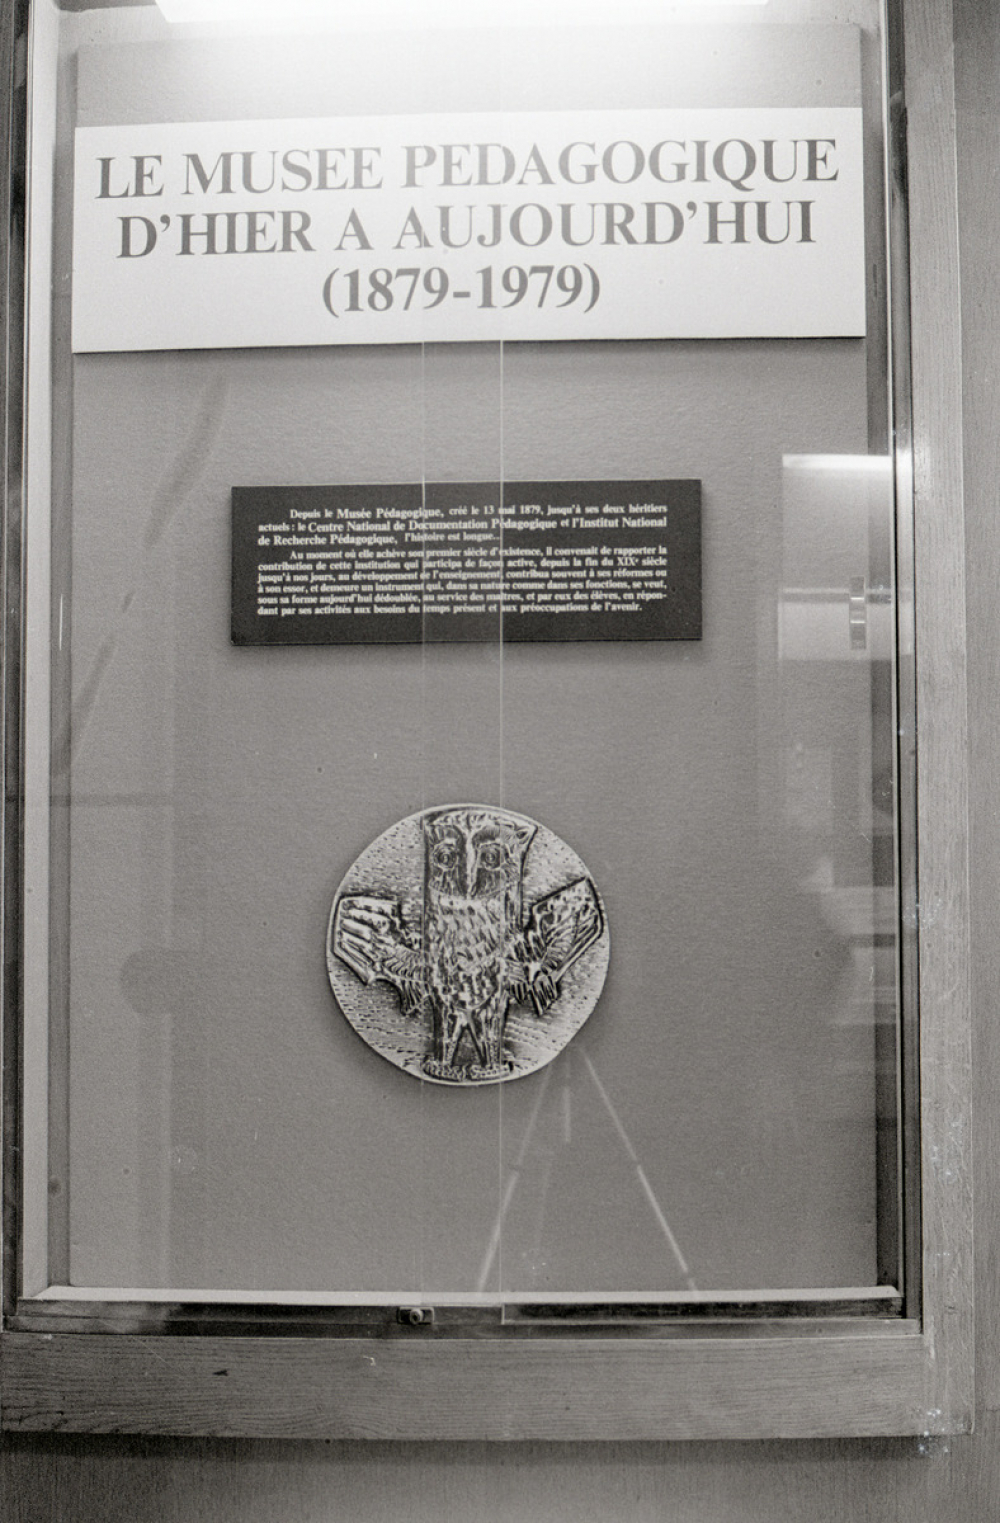 LE MUSEE PEDAGOGIQUE
D'HIER A AUJOURD'HUI
(1879-1979)
Depuis le Musée Pédagogique, créé le 13 mai 1879, jusqu'à ses deux héritiers
actuels : le Centre National de Documentation Pédagogique et l'Institut National
de Recherche Pédagogique, l'histoire est longue...
Au moment où elle achève son premier siècle d'existence, il convenait de rapporter la
contribution de cette institution qui participa de façon active, depuis la fin du XIXe siècle
jusqu'à nos jours, au développement de l'enseignement, contribua souvent à ses réformes ou
à son essor, et demeure un instrument qui, dans sa nature comme dans ses fonctions, se veut,
sous sa forme aujourd'hui dédoublée, au service des maîtres, et par eux des élèves, en répon-
dant par ses activités aux besoins du temps présent et aux préoccupations de l'avenir.